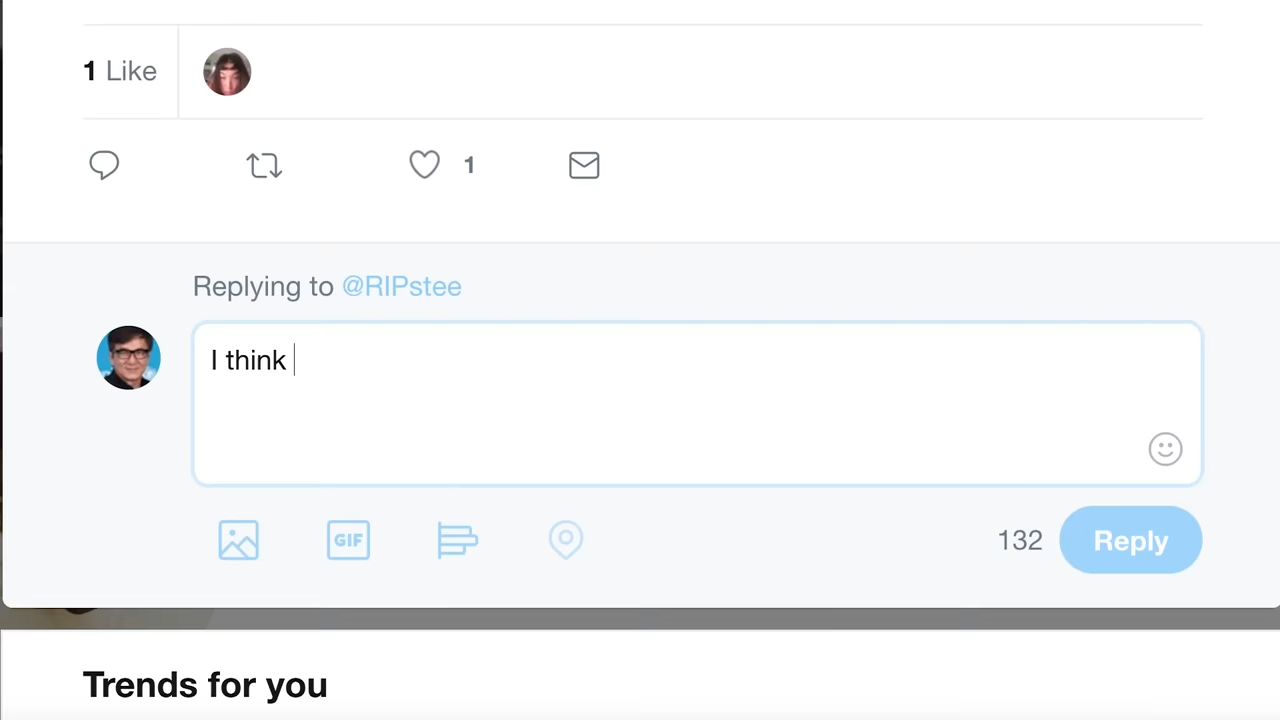 1 Like
1
Replying to @RIPstee
I think
GIF
132 Reply
Trends for you